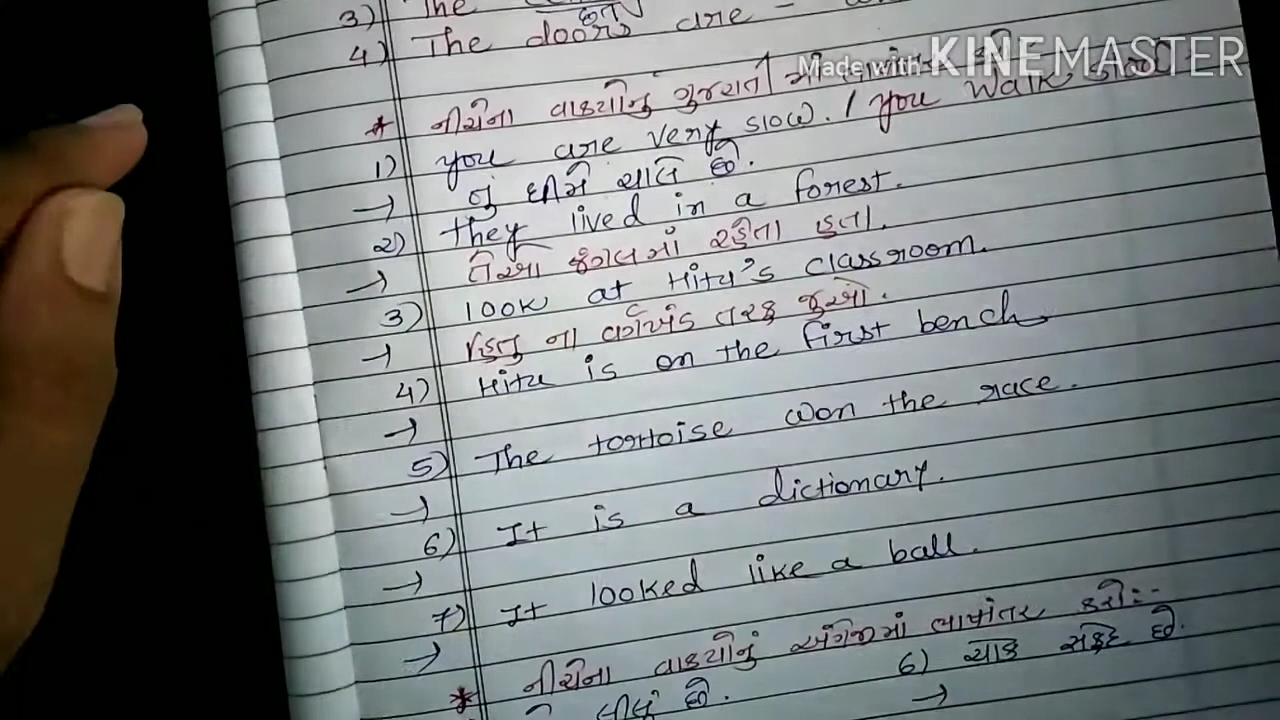 3) The
4) The doors are -
Made with KINEMASTER
* નીચેના વાક્યોનું ગુજરાતી
1) you are very slow. / you walk slowly
→ તું ધીમે ચાલે છે.
2) they lived in a forest.
→ તેઓ જંગલમાં રહેતા હતા.
3) look at Hitu's classroom.
→ હિતુ ના વર્ગખંડ તરફ જુઓ.
4) Hitu is on the first bench
→
5) The tortoise won the race.
→
6) It is a dictionary.
→
7) It looked like a ball.
→
* નીચેના વાક્યોનું અંગ્રેજીમાં ભાષાંતર કરો:-
છે. 6) ચાક સફેદ છે.
→